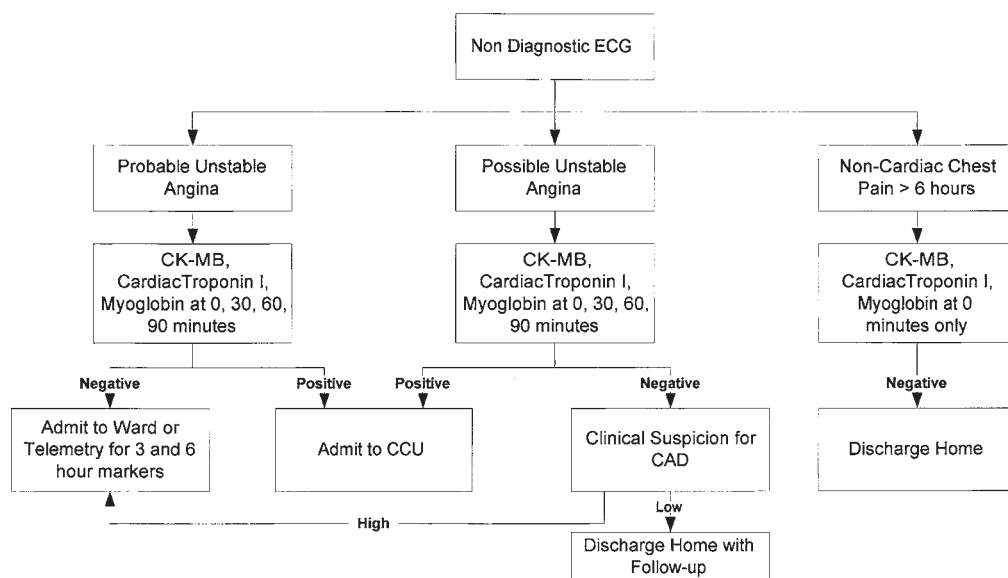 Non Diagnostic ECG
Probable Unstable
Angina
Possible Unstable
Angina
Non-Cardiac Chest
Pain > 6 hours
CK-MB,
CardiacTroponin I,
Myoglobin at 0, 30, 60,
90 minutes
CK-MB,
CardiacTroponin I,
Myoglobin at 0, 30, 60,
90 minutes
CK-MB,
CardiacTroponin I,
Myoglobin at 0
minutes only
Negative
Positive
Positive
Negative
Negative
Admit to Ward or
Telemetry for 3 and 6
hour markers
Admit to CCU
Clinical Suspicion for
CAD
Discharge Home
High
Low
Discharge Home with
Follow-up